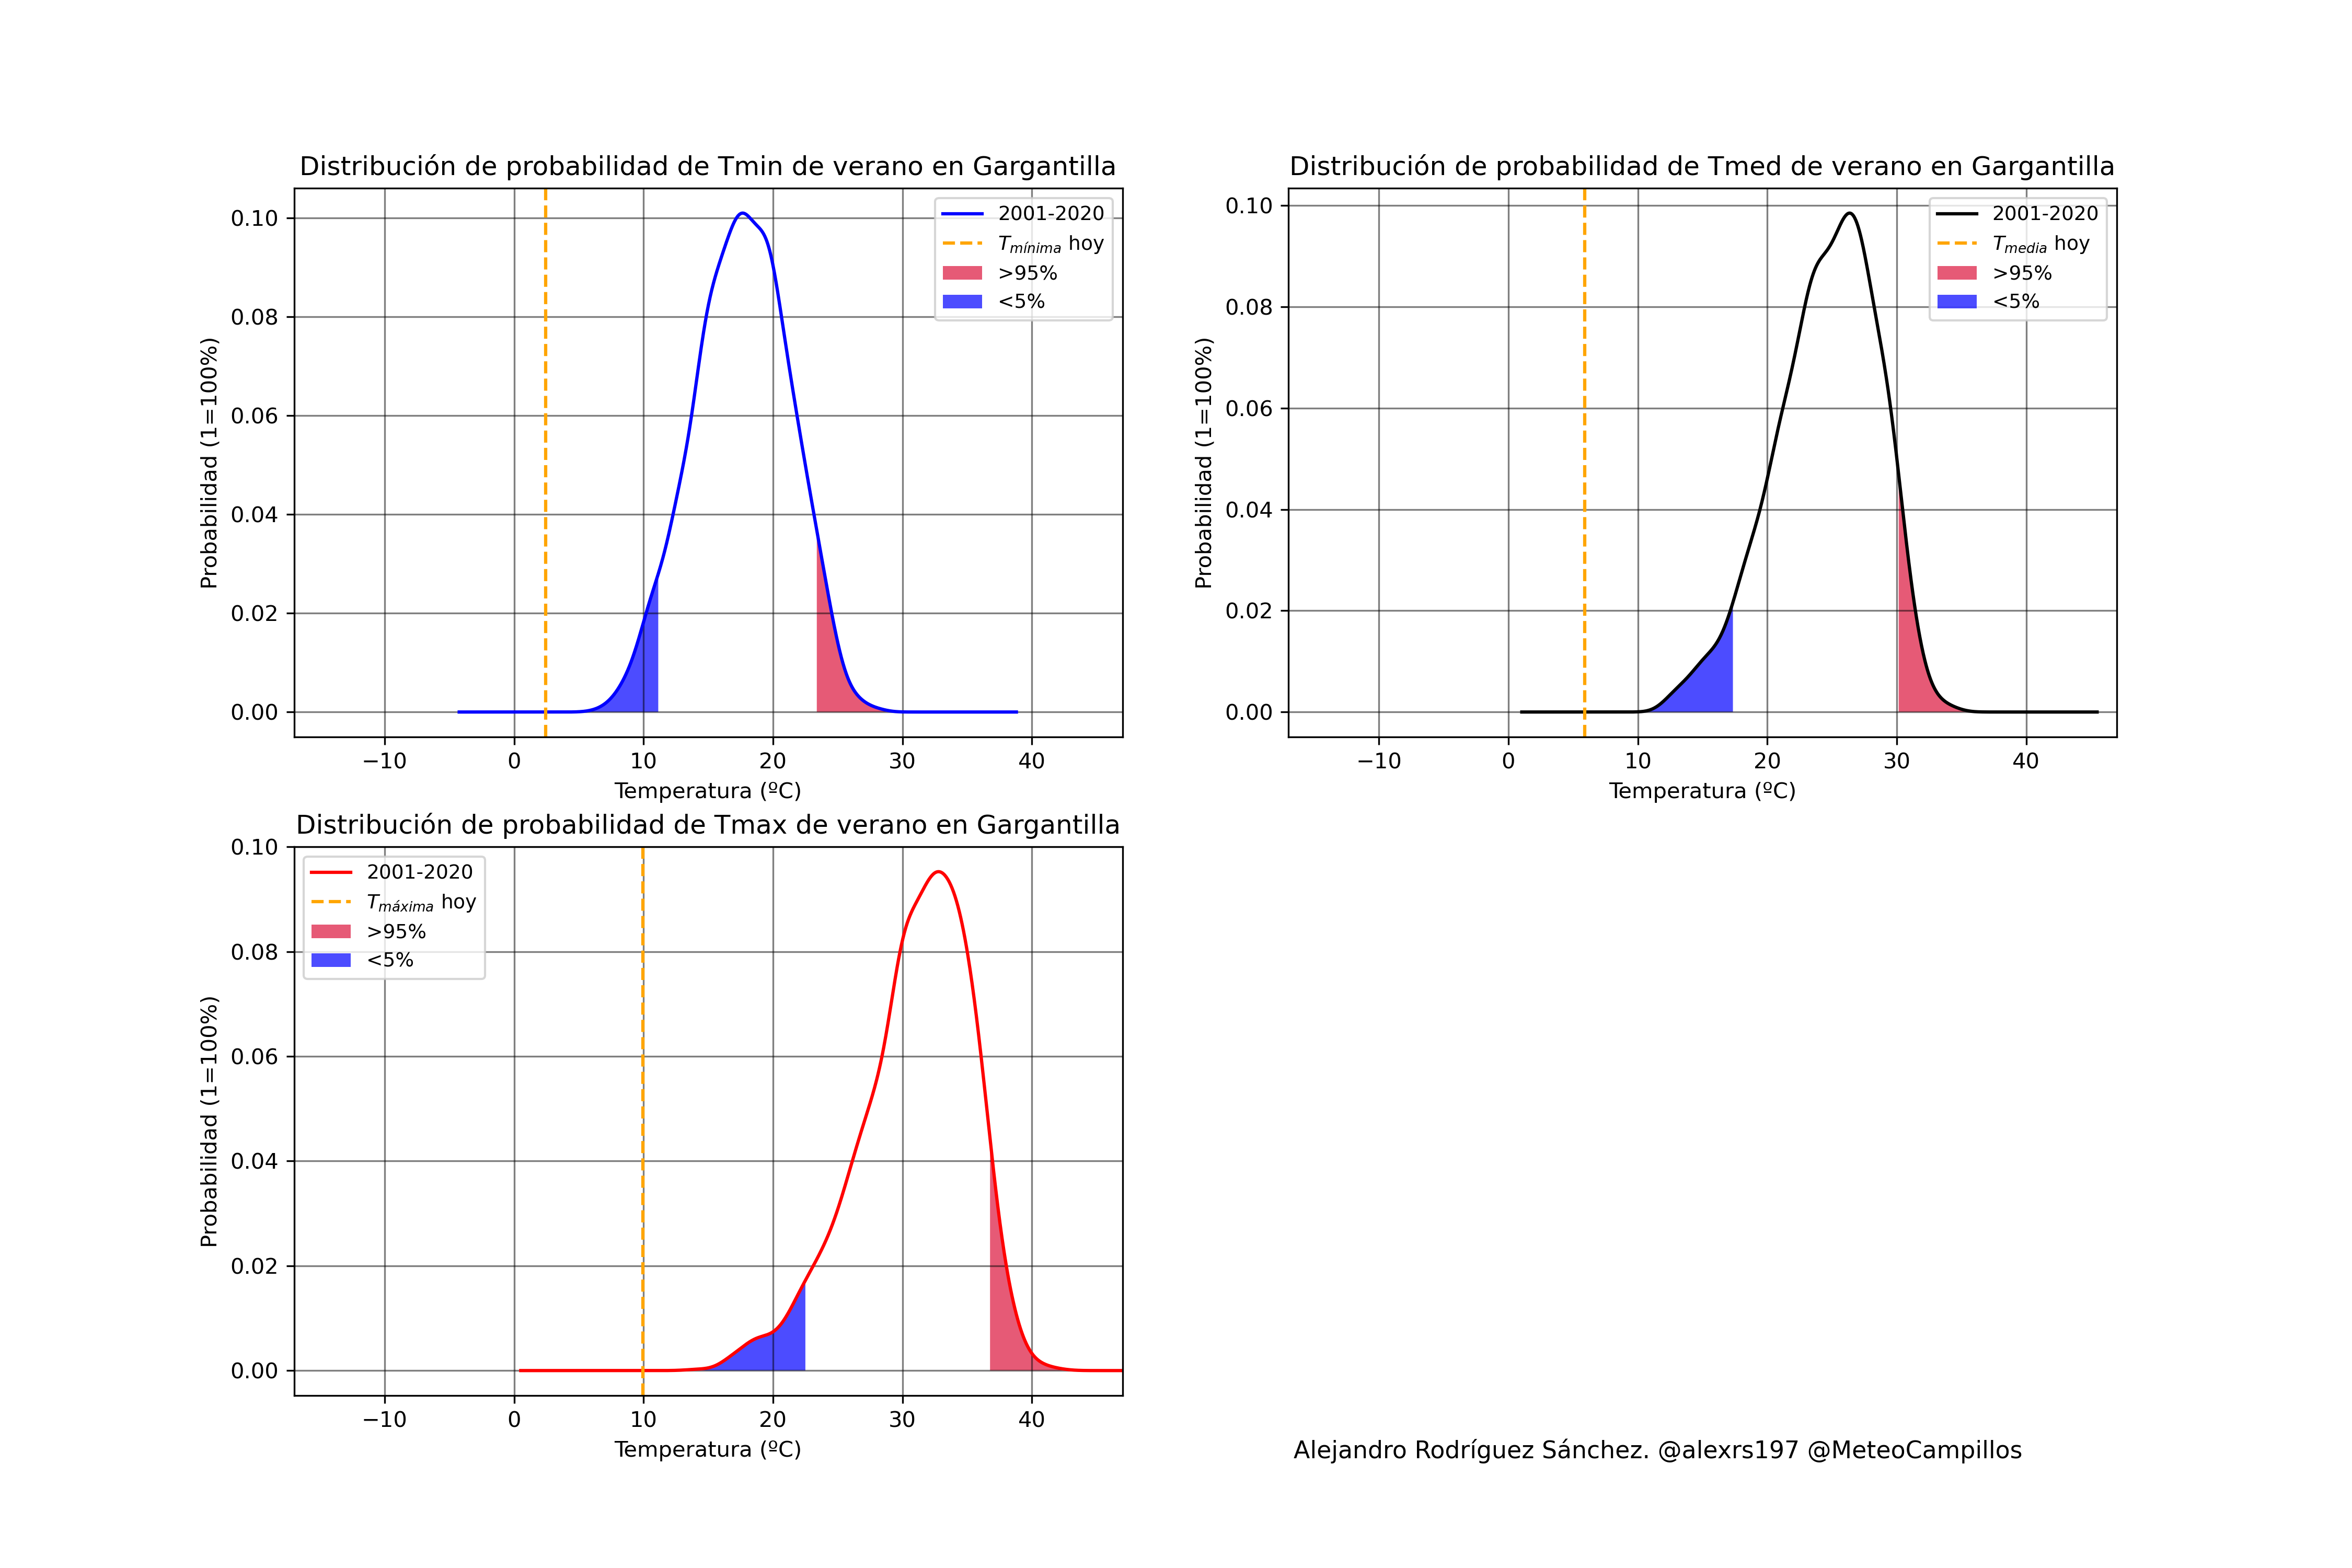 Distribución de probabilidad de Tmin de verano en Gargantilla
Probabilidad (1=100%)
0.10
0.08
0.06
0.04
0.02
0.00
−10 0 10 20 30 40
Temperatura (ºC)
2001-2020
Tmínima hoy
>95%
<5%
Distribución de probabilidad de Tmed de verano en Gargantilla
Probabilidad (1=100%)
0.10
0.08
0.06
0.04
0.02
0.00
−10 0 10 20 30 40
Temperatura (ºC)
2001-2020
Tmedia hoy
>95%
<5%
Distribución de probabilidad de Tmax de verano en Gargantilla
Probabilidad (1=100%)
0.10
0.08
0.06
0.04
0.02
0.00
−10 0 10 20 30 40
Temperatura (ºC)
2001-2020
Tmáxima hoy
>95%
<5%
Alejandro Rodríguez Sánchez. @alexrs197 @MeteoCampillos